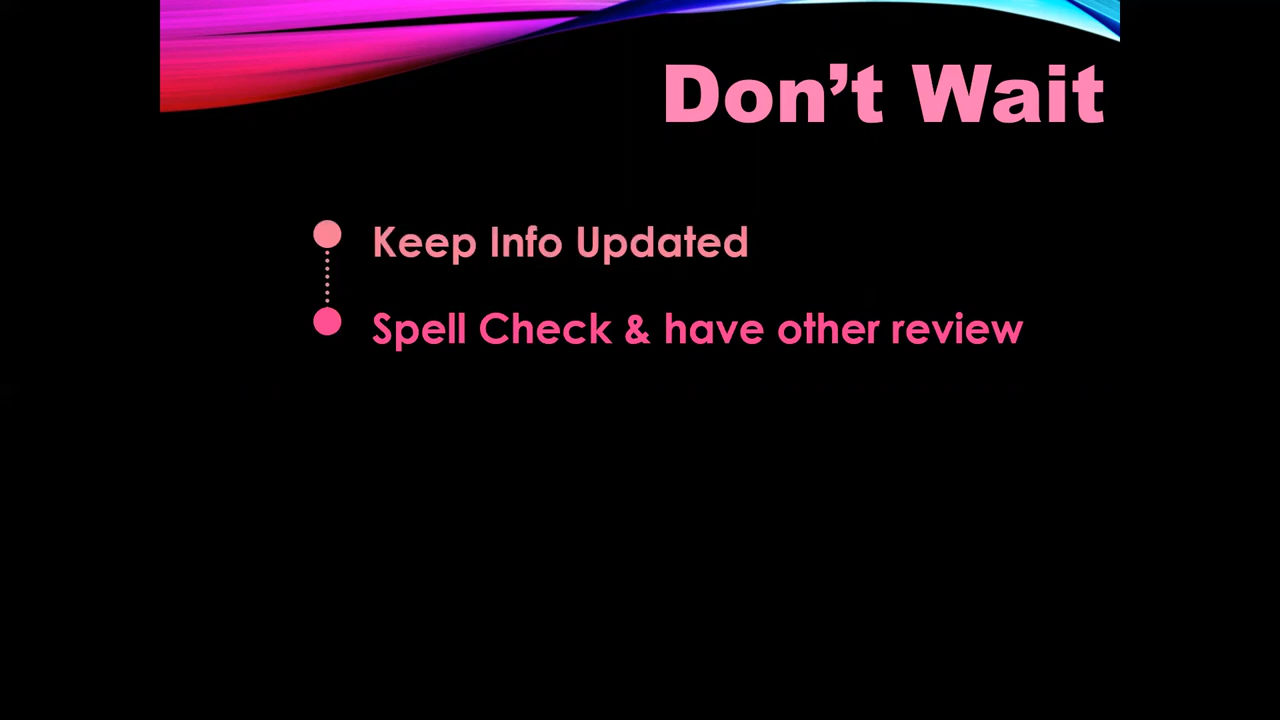 Don’t Wait
Keep Info Updated
Spell Check & have other review